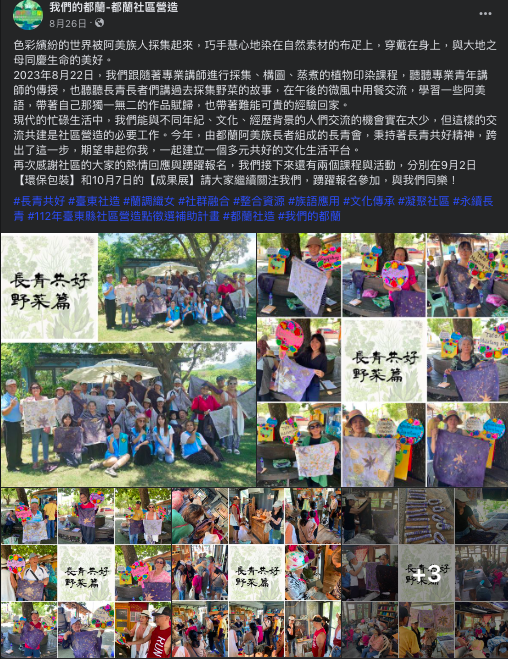 我們的都蘭-都蘭社區營造
8月26日
色彩繽紛的世界被阿美族人採集起來，巧手慧心地染在自然素材的布疋上，穿戴在身上，與大地之
母同慶生命的美好。
2023年8月22日，我們跟隨著專業講師進行採集、構圖、蒸煮的植物印染課程，聽聽專業青年講
師的傳授，也聽聽長青長者們講過去採集野菜的故事，在午後的微風中用餐交流，學習一些阿美
語，帶著自己那獨一無二的作品賦歸，也帶著難能可貴的經驗回家。
現代的忙碌生活中，我們能與不同年紀、文化、經歷背景的人們交流的機會實在太少，但這樣的交
流共建是社區營造的必要工作。今年，由都蘭阿美族長者組成的長青會，秉持著長青共好精神，跨
出了這一步，期望串起你我，一起建立一個多元共好的文化生活平台。
再次感謝社區的大家的熱情回應與踴躍報名，我們接下來還有兩個課程與活動，分別在9月2日
【環保包裝】和10月7日的【成果展】請大家繼續關注我們，踴躍報名參加，與我們同樂！
#長青共好 #臺東社造 #蘭調織女 #社群融合 #整合資源 #族語應用 #文化傳承 #凝聚社區 #永續長
青 #112年臺東縣社區營造點徵選補助計畫 #都蘭社造 #我們的都蘭
長青共好
野菜篇
長青共好
野菜篇
長青共好
野菜篇
長青共好
野菜篇
長青共好
野菜篇
+3